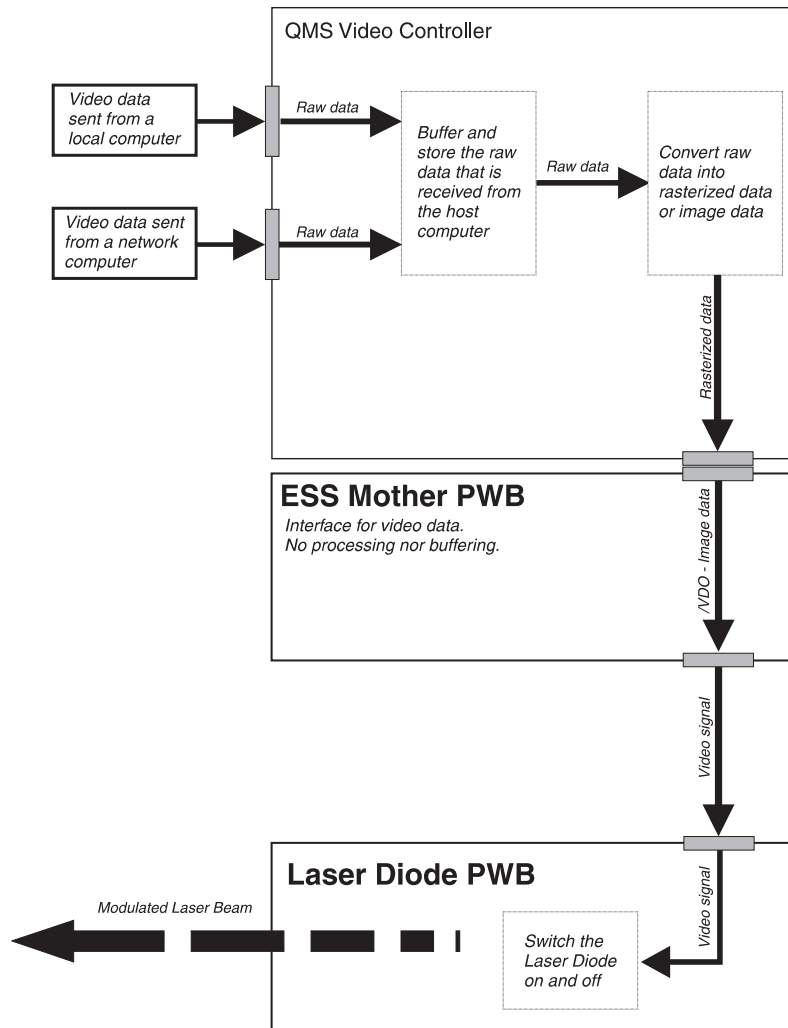 QMS Video Controller
Video data
sent from a
local computer
Raw data
Buffer and
store the raw
data that is
received from
the host
computer
Raw data
Convert raw
data into
rasterized data
or image data
Video data sent
from a network
computer
Raw data
Rasterized data
ESS Mother PWB
Interface for video data.
No processing nor buffering.
/VDO - Image data
Video signal
Laser Diode PWB
Modulated Laser Beam
Video signal
Switch the
Laser Diode
on and off